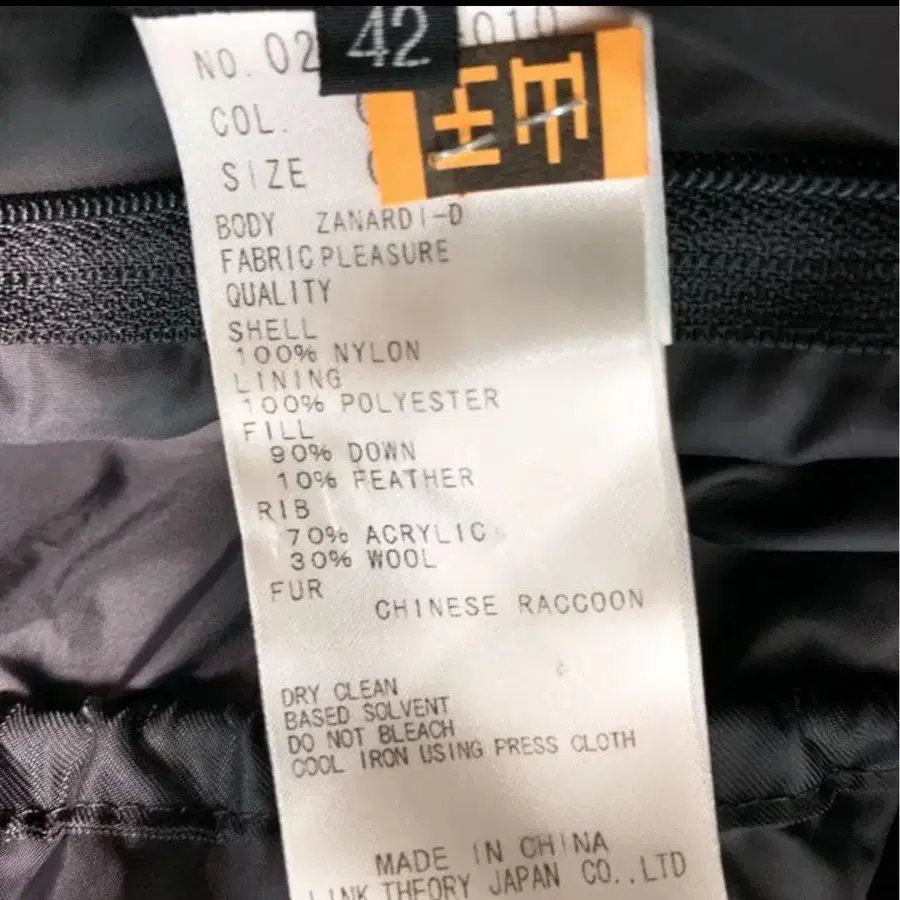 42
NO. 02 010
COL.
SIZE
BODY ZANARDI-D
FABRIC PLEASURE
QUALITY
SHELL
100% NYLON
LINING
100% POLYESTER
FILL
90% DOWN
10% FEATHER
RIB
70% ACRYLIC
30% WOOL
FUR
CHINESE RACCOON
DRY CLEAN
BASED SOLVENT
DO NOT BLEACH
COOL IRON USING PRESS CLOTH
MADE IN CHINA
LINK THEORY JAPAN CO.,LTD